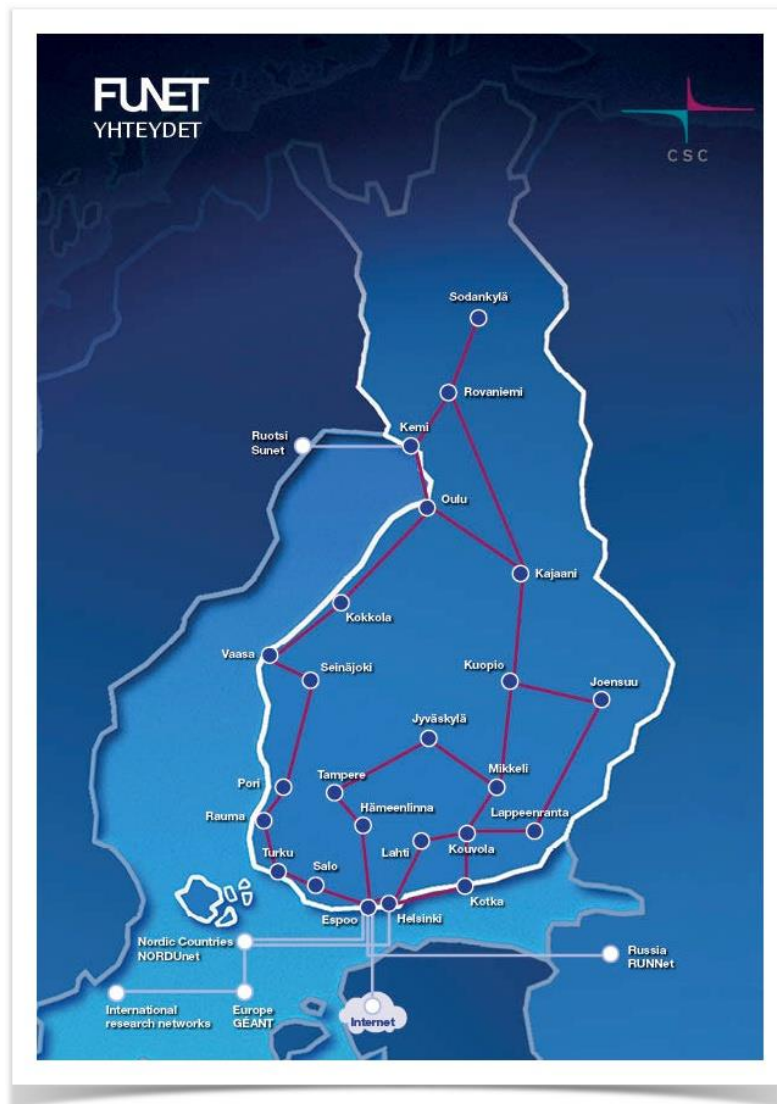 FUNET
YHTEYDET
CSC
Sodankylä
Rovaniemi
Kemi
Ruotsi
Sunet
Oulu
Kajaani
Kokkola
Vaasa
Seinäjoki
Kuopio
Joensuu
Jyväskylä
Pori
Tampere
Mikkeli
Rauma
Hämeenlinna
Lappeenranta
Lahti
Kouvola
Turku
Salo
Espoo
Helsinki
Kotka
Nordic Countries
NORDUnet
Russia
RUNNet
International
research networks
Europe
GÉANT
Internet